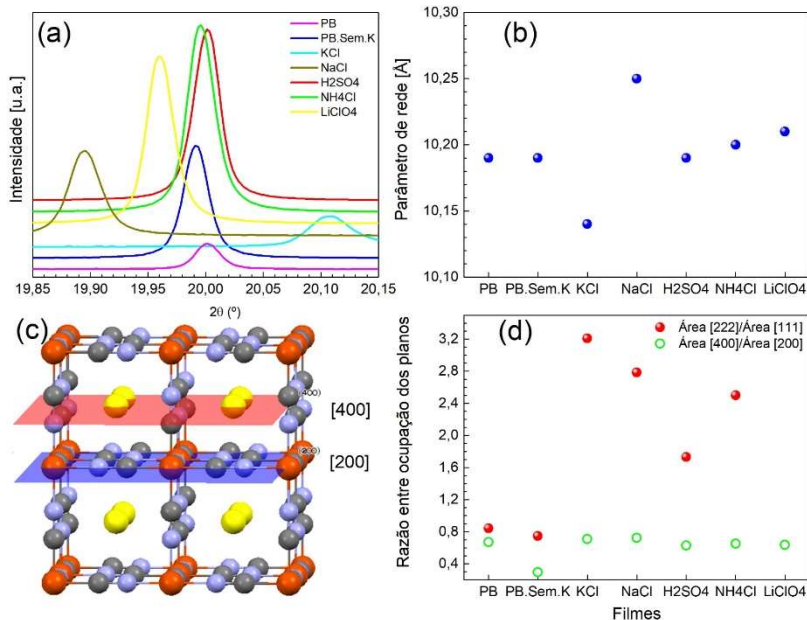 (a)
PB
PB.Sem.K
KCl
NaCl
H2SO4
NH4Cl
LiClO4
Intensidade [u.a.]
19,85 19,90 19,95 20,00 20,05 20,10 20,15
2θ (º)
(b)
Parâmetro de rede [Å]
10,30
10,25
10,20
10,15
10,10
PB PB.Sem.K KCl NaCl H2SO4 NH4Cl LiClO4
(c)
(400)
[400]
(200)
[200]
(d)
Área [222]/Área [111]
Área [400]/Área [200]
Razão entre ocupação dos planos
3,2
2,8
2,4
2,0
1,6
1,2
0,8
0,4
PB PB.Sem.K KCl NaCl H2SO4 NH4Cl LiClO4
Filmes